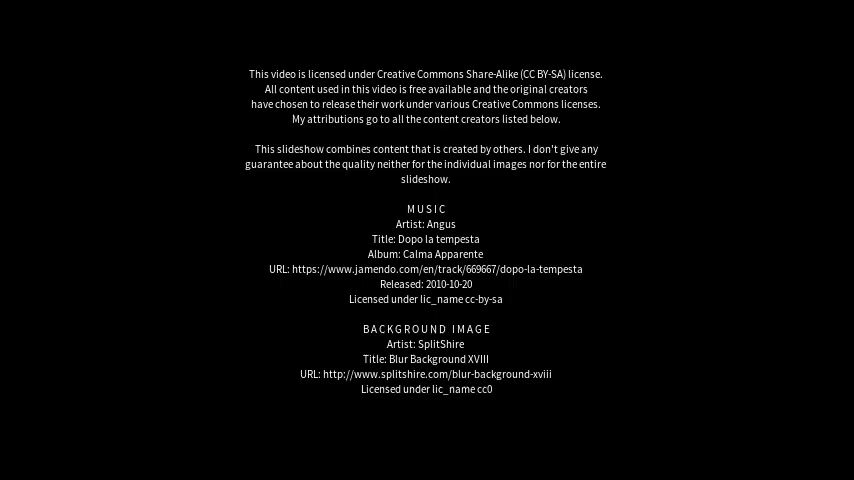 This video is licensed under Creative Commons Share-Alike (CC BY-SA) license.
All content used in this video is free available and the original creators
have chosen to release their work under various Creative Commons licenses.
My attributions go to all the content creators listed below.
This slideshow combines content that is created by others. I don't give any
guarantee about the quality neither for the individual images nor for the entire
slideshow.
MUSIC
Artist: Angus
Title: Dopo la tempesta
Album: Calma Apparente
URL: https://www.jamendo.com/en/track/669667/dopo-la-tempesta
Released: 2010-10-20
Licensed under lic_name cc-by-sa
BACKGROUND IMAGE
Artist: SplitShire
Title: Blur Background XVIII
URL: http://www.splitshire.com/blur-background-xviii
Licensed under lic_name cc0